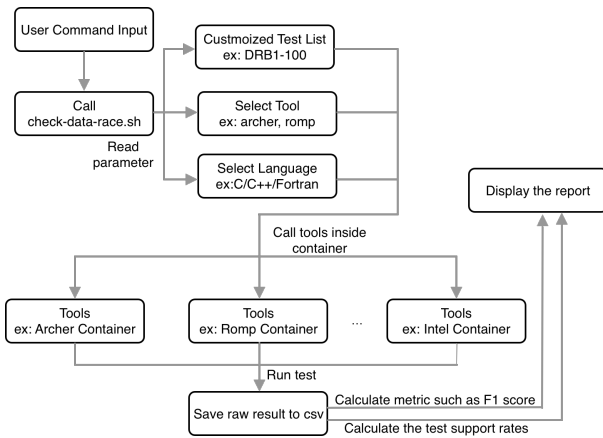 User Command Input
Call
check-data-race.sh
Read
parameter
Custmoized Test List
ex: DRB1-100
Select Tool
ex: archer, romp
Select Language
ex:C/C++/Fortran
Display the report
Call tools inside
container
Tools
ex: Archer Container
Tools
ex: Romp Container
...
Tools
ex: Intel Container
Run test
Save raw result to csv
Calculate metric such as F1 score
Calculate the test support rates